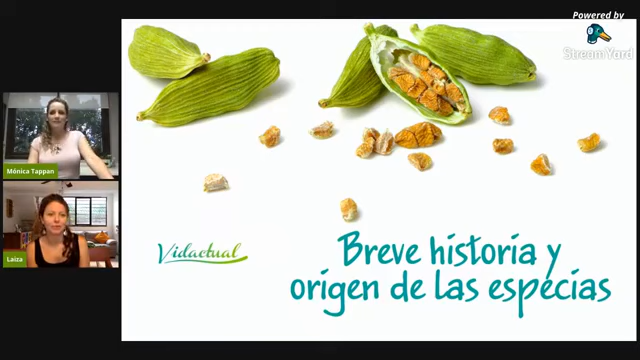 Powered by
StreamYard
Mónica Tappan
Laiza
Vidactual
Breve historia y
origen de las especias